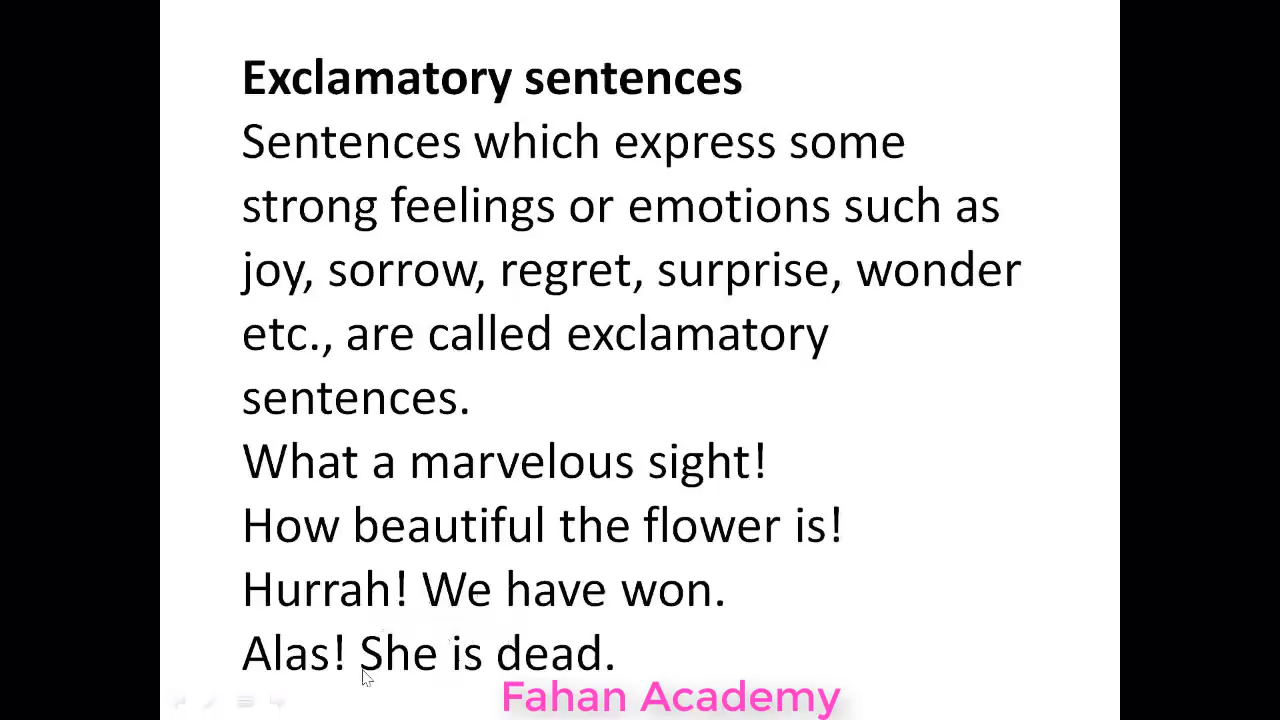 Exclamatory sentences
Sentences which express some
strong feelings or emotions such as
joy, sorrow, regret, surprise, wonder
etc., are called exclamatory
sentences.
What a marvelous sight!
How beautiful the flower is!
Hurrah! We have won.
Alas! She is dead.
Fahan Academy